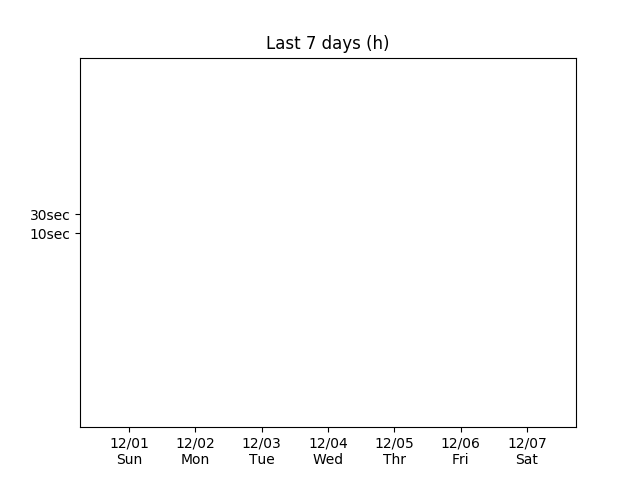 Last 7 days (h)
30sec
10sec
12/01 12/02 12/03 12/04 12/05 12/06 12/07
Sun Mon Tue Wed Thr Fri Sat